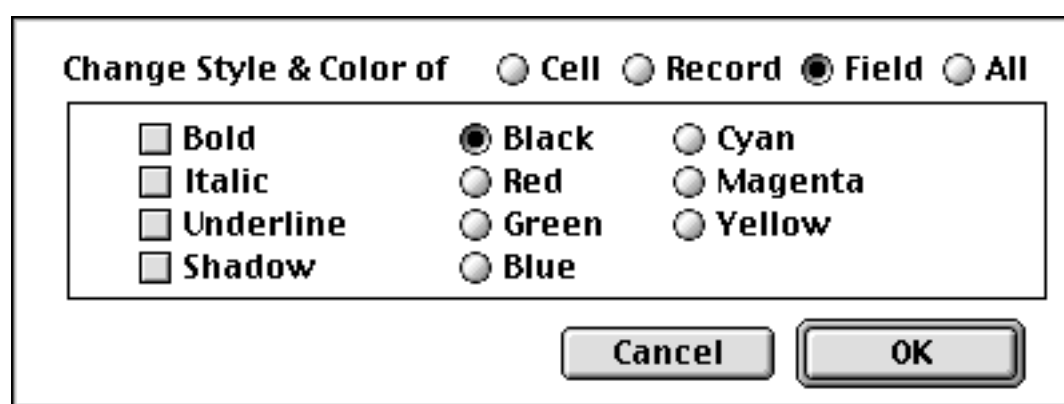 Change Style & Color of Cell Record Field All
Bold Black Cyan
Italic Red Magenta
Underline Green Yellow
Shadow Blue
Cancel OK